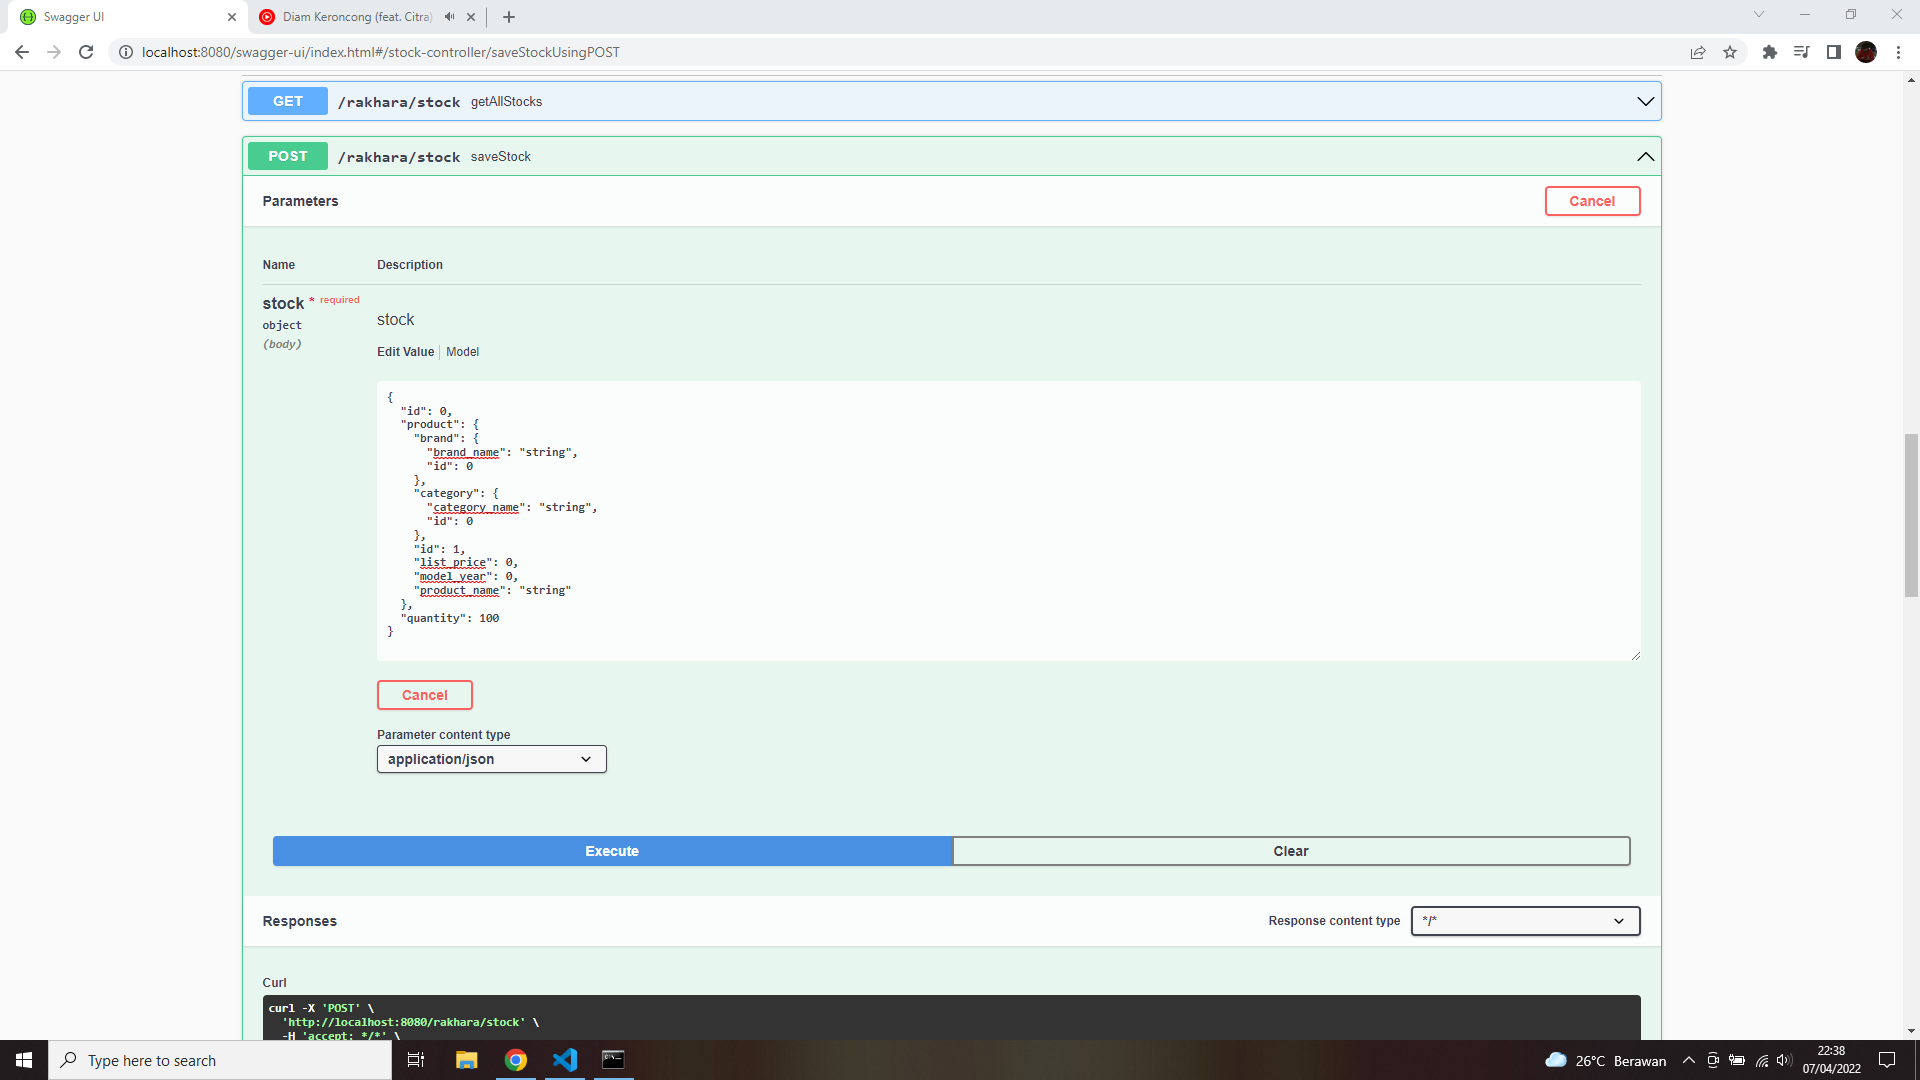 Swagger UI
Diam Keroncong (feat. Citra)
localhost:8080/swagger-ui/index.html#/stock-controller/saveStockUsingPOST
GET /rakhara/stock getAllStocks
POST /rakhara/stock saveStock
Parameters
Cancel
Name Description
stock * required
object
(body)
stock
Edit Value Model
{
  "id": 0,
  "product": {
    "brand": {
      "brand_name": "string",
      "id": 0
    },
    "category": {
      "category_name": "string",
      "id": 0
    },
    "id": 1,
    "list_price": 0,
    "model_year": 0,
    "product_name": "string"
  },
  "quantity": 100
}
Cancel
Parameter content type
application/json
Execute Clear
Responses
Response content type */*
Curl
curl -X 'POST' \
  'http://localhost:8080/rakhara/stock' \
  -H 'accept: */*' \
Type here to search
26°C Berawan
22:38
07/04/2022